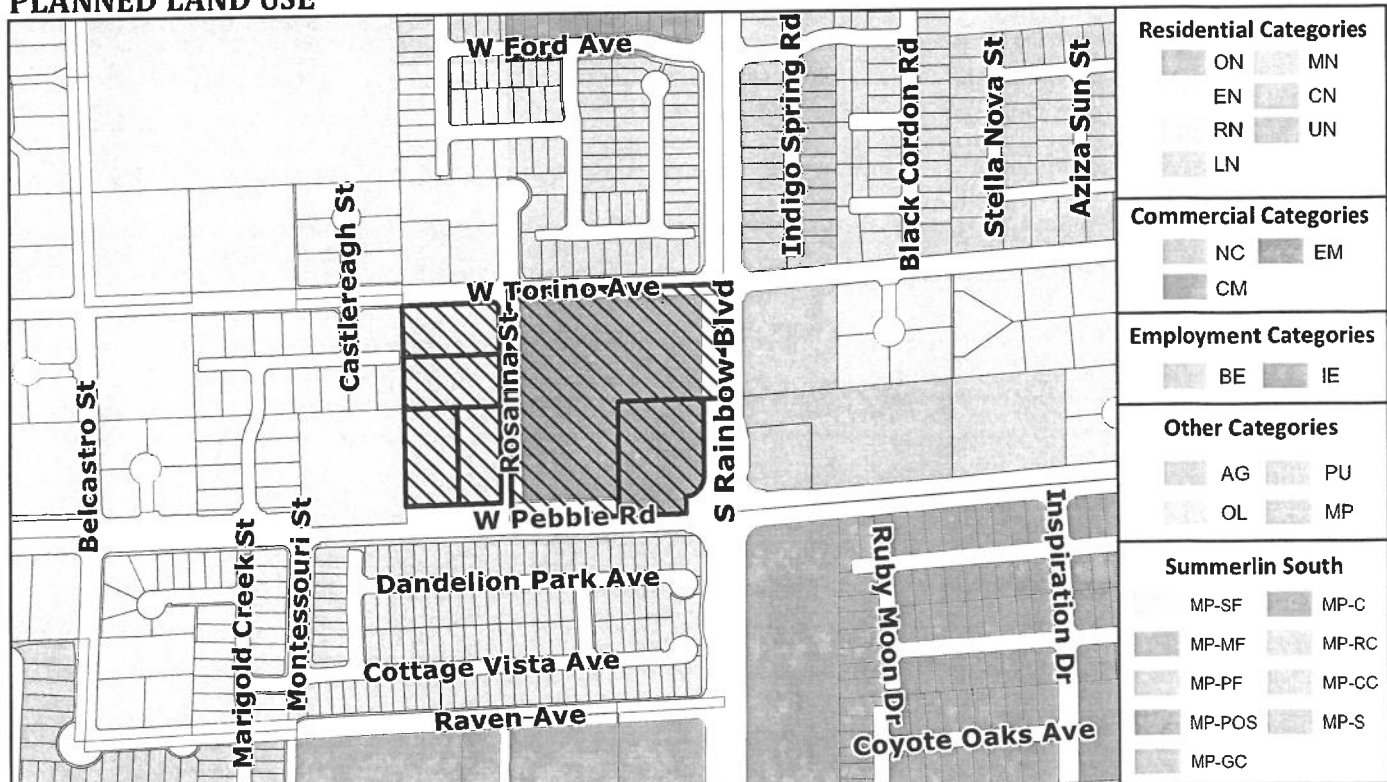 PLANNED LAND USE
W Ford Ave
Indigo Spring Rd
Black Cordon Rd
Stella Nova St
Aziza Sun St
Castlereagh St
W Torino Ave
Rosanna St
S Rainbow Blvd
Belcastro St
W Pebble Rd
Marigold Creek St
Montessouri St
Dandelion Park Ave
Ruby Moon Dr
Inspiration Dr
Cottage Vista Ave
Raven Ave
Coyote Oaks Ave
Residential Categories
ON MN
EN CN
RN UN
LN
Commercial Categories
NC EM
CM
Employment Categories
BE IE
Other Categories
AG PU
OL MP
Summerlin South
MP-SF MP-C
MP-MF MP-RC
MP-PF MP-CC
MP-POS MP-S
MP-GC